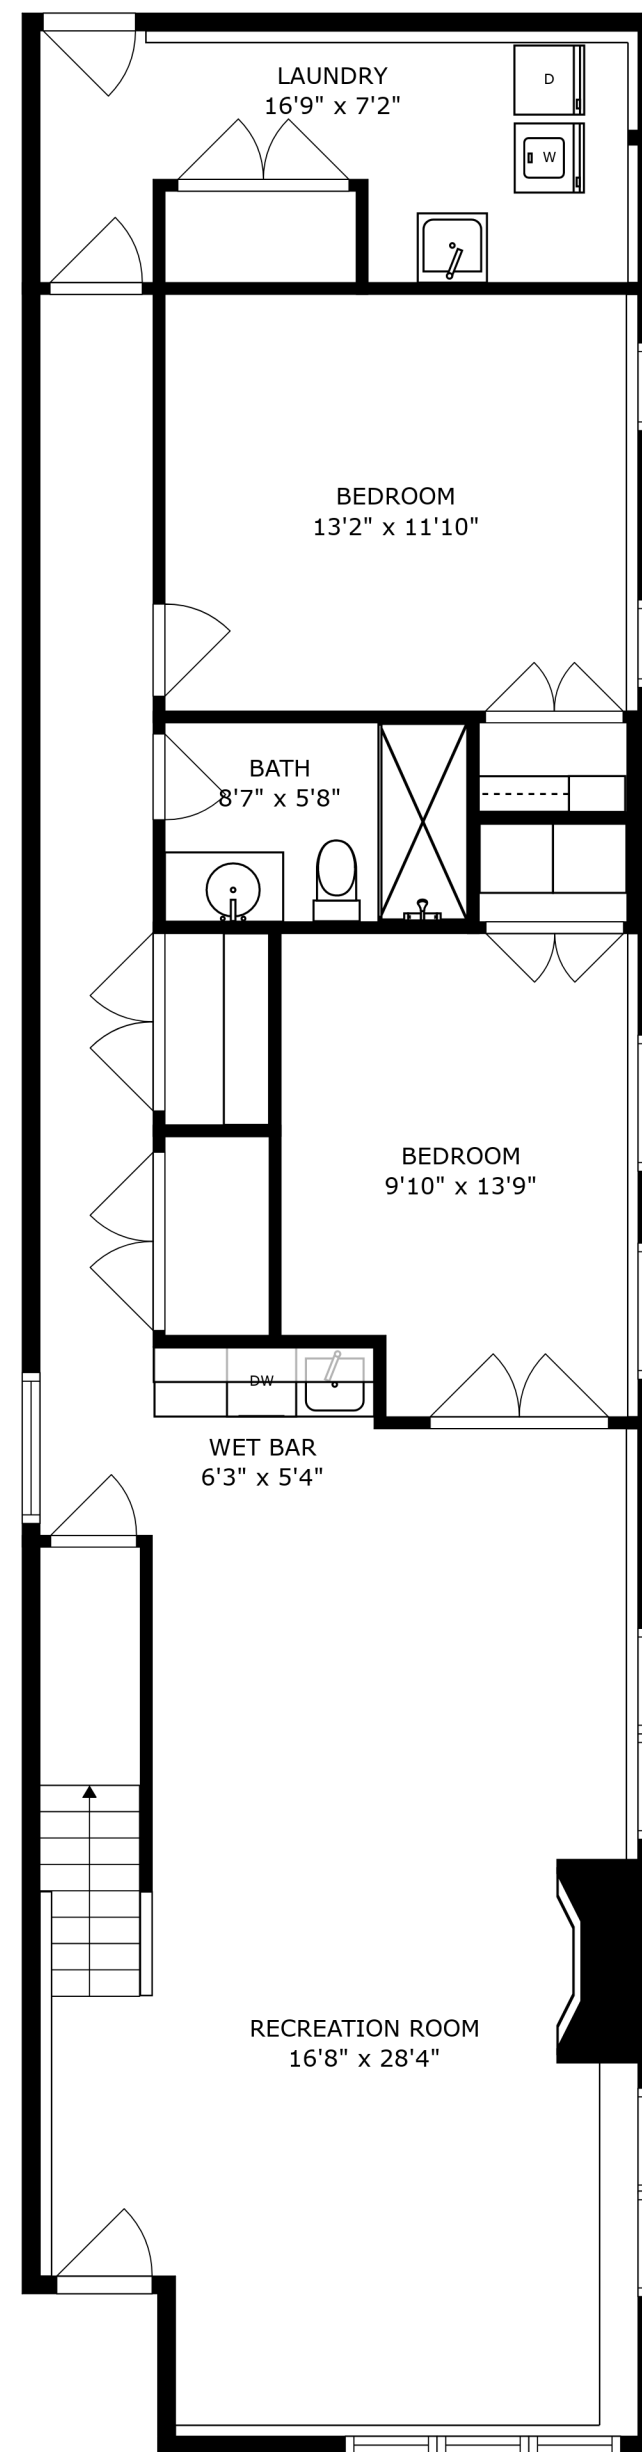 LAUNDRY
16'9" x 7'2"
D
W
BEDROOM
13'2" x 11'10"
BATH
8'7" x 5'8"
BEDROOM
9'10" x 13'9"
DW
WET BAR
6'3" x 5'4"
RECREATION ROOM
16'8" x 28'4"